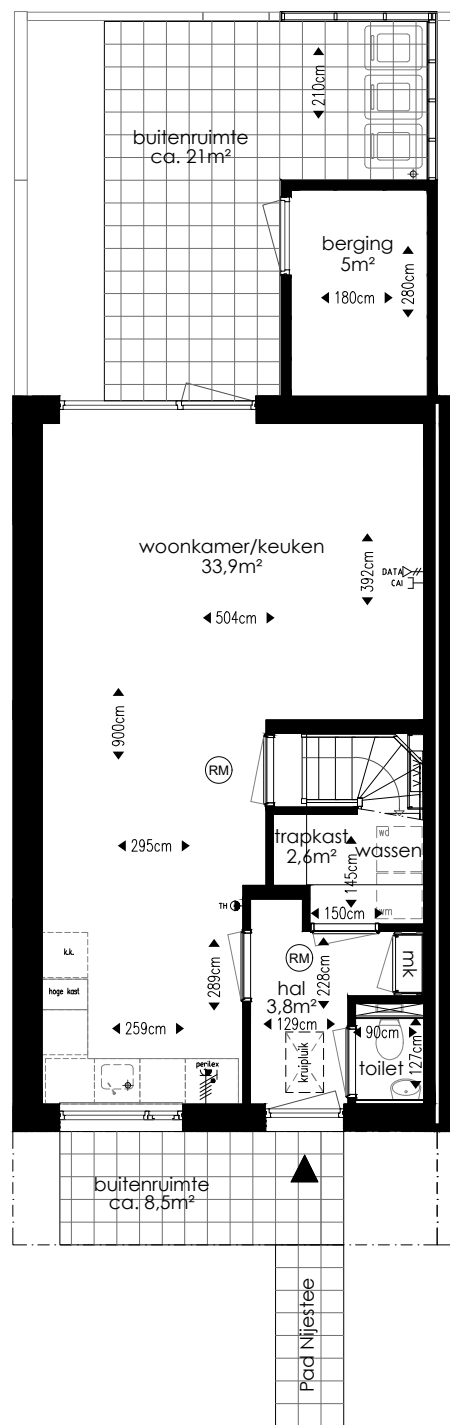 210cm
buitenruimte
ca. 21m²
berging
5m²
180cm
280cm
woonkamer/keuken
33,9m²
392cm
DATA
CAI
504cm
900cm
RM
295cm
trapkast
2,6m²
wd
wassen
145cm
wm
TH
150cm
k.k.
hoge kast
289cm
RM
228cm
mk
hal
3,8m²
129cm
90cm
127cm
259cm
kruipluik
toilet
perilex
buitenruimte
ca. 8,5m²
Pad Nijestee